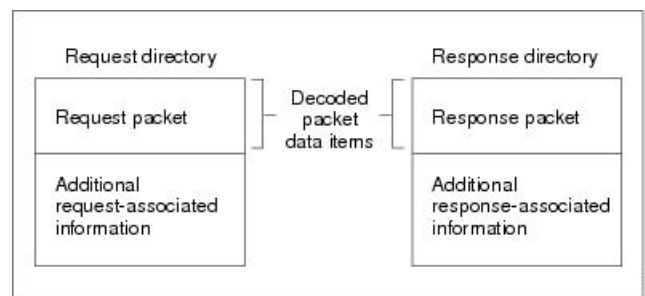 Request directory
Response directory
Request packet
Decoded
packet
data items
Response packet
Additional
request-associated
information
Additional
response-associated
information